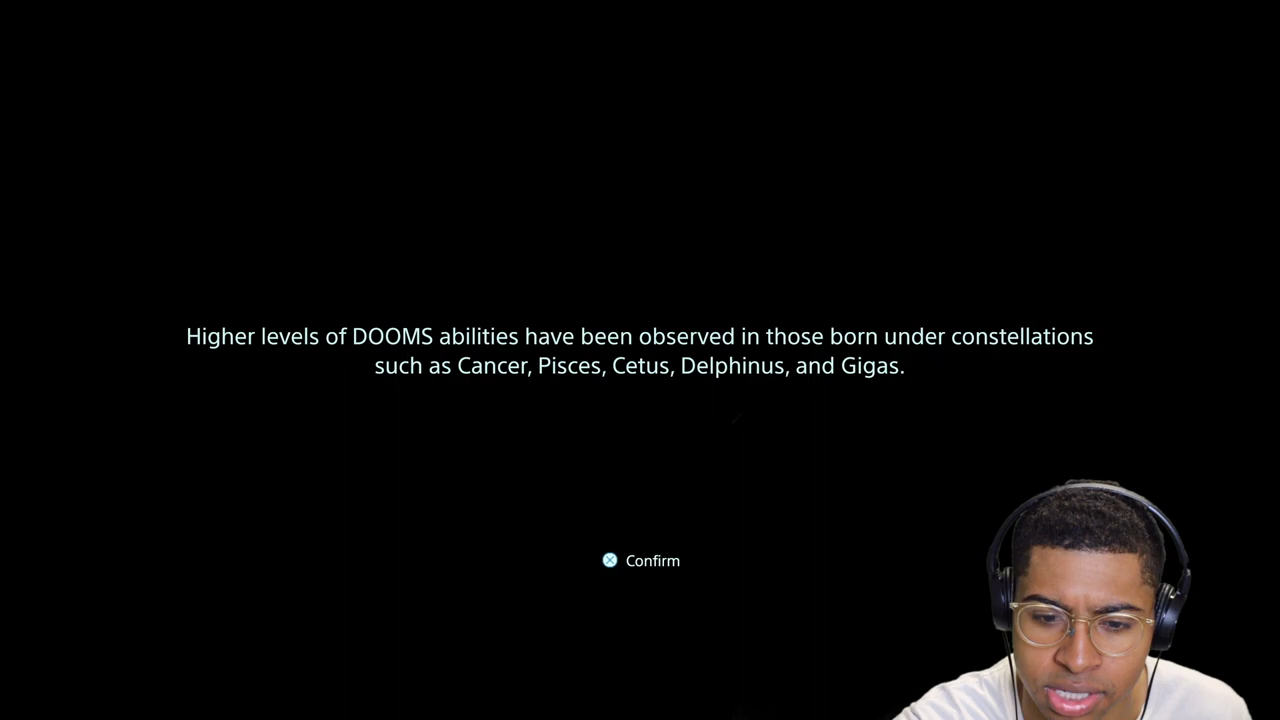 Higher levels of DOOMS abilities have been observed in those born under constellations
such as Cancer, Pisces, Cetus, Delphinus, and Gigas.
Confirm